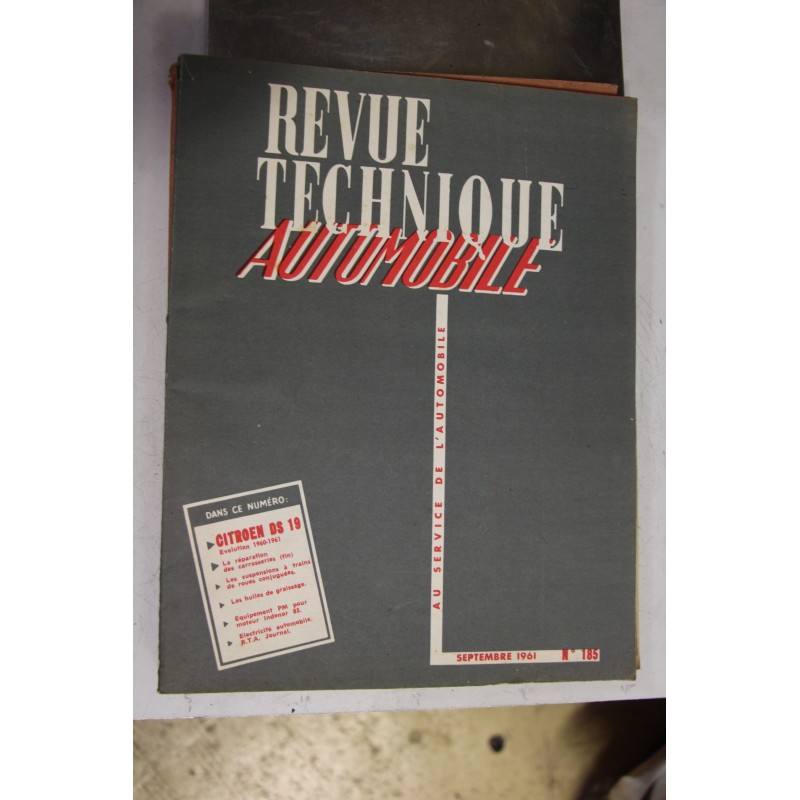 REVUE
TECHNIQUE
AUTOMOBILE
AU SERVICE DE L'AUTOMOBILE
DANS CE NUMÉRO:
CITROEN DS 19
Evolution 1960-1961
La réparation
des carrosseries (fin)
Les suspensions à trains
de roues conjuguées.
Les huiles de graissage.
Equipement PM pour
moteur Indenor 85.
Electricité automobile.
R.T.A. Journal.
SEPTEMBRE 1961 N° 185